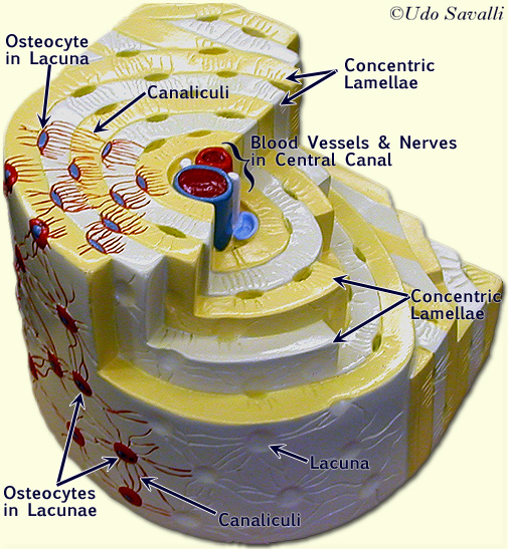 ©Udo Savalli
Osteocyte
in Lacuna
Concentric
Lamellae
Canaliculi
Blood Vessels & Nerves
in Central Canal
Concentric
Lamellae
Lacuna
Osteocytes
in Lacunae
Canaliculi